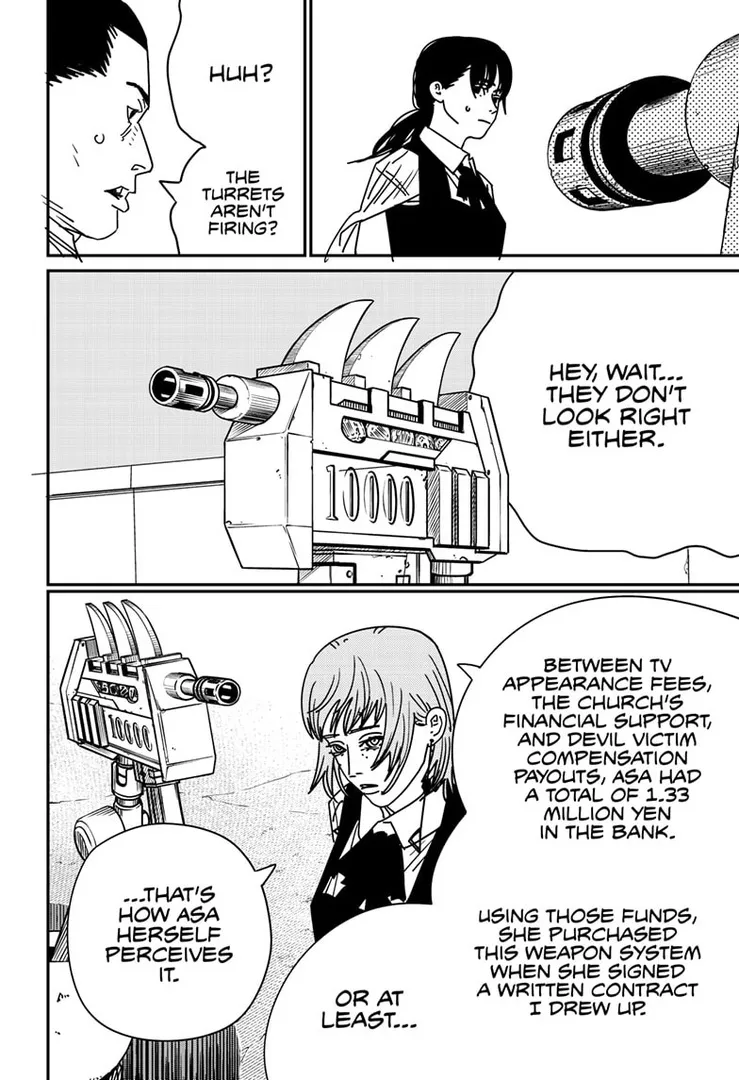 HUH?
THE
TURRETS
AREN'T
FIRING?
HEY, WAIT...
THEY DON'T
LOOK RIGHT
EITHER.
10000
BETWEEN TV
APPEARANCE FEES,
THE CHURCH'S
FINANCIAL SUPPORT,
AND DEVIL VICTIM
COMPENSATION
PAYOUTS, ASA HAD
A TOTAL OF 1.33
MILLION YEN
IN THE BANK.
USING THOSE FUNDS,
SHE PURCHASED
THIS WEAPON SYSTEM
WHEN SHE SIGNED
A WRITTEN CONTRACT
I DREW UP.
OR AT
LEAST...
10000
...THAT'S
HOW ASA
HERSELF
PERCEIVES
IT.